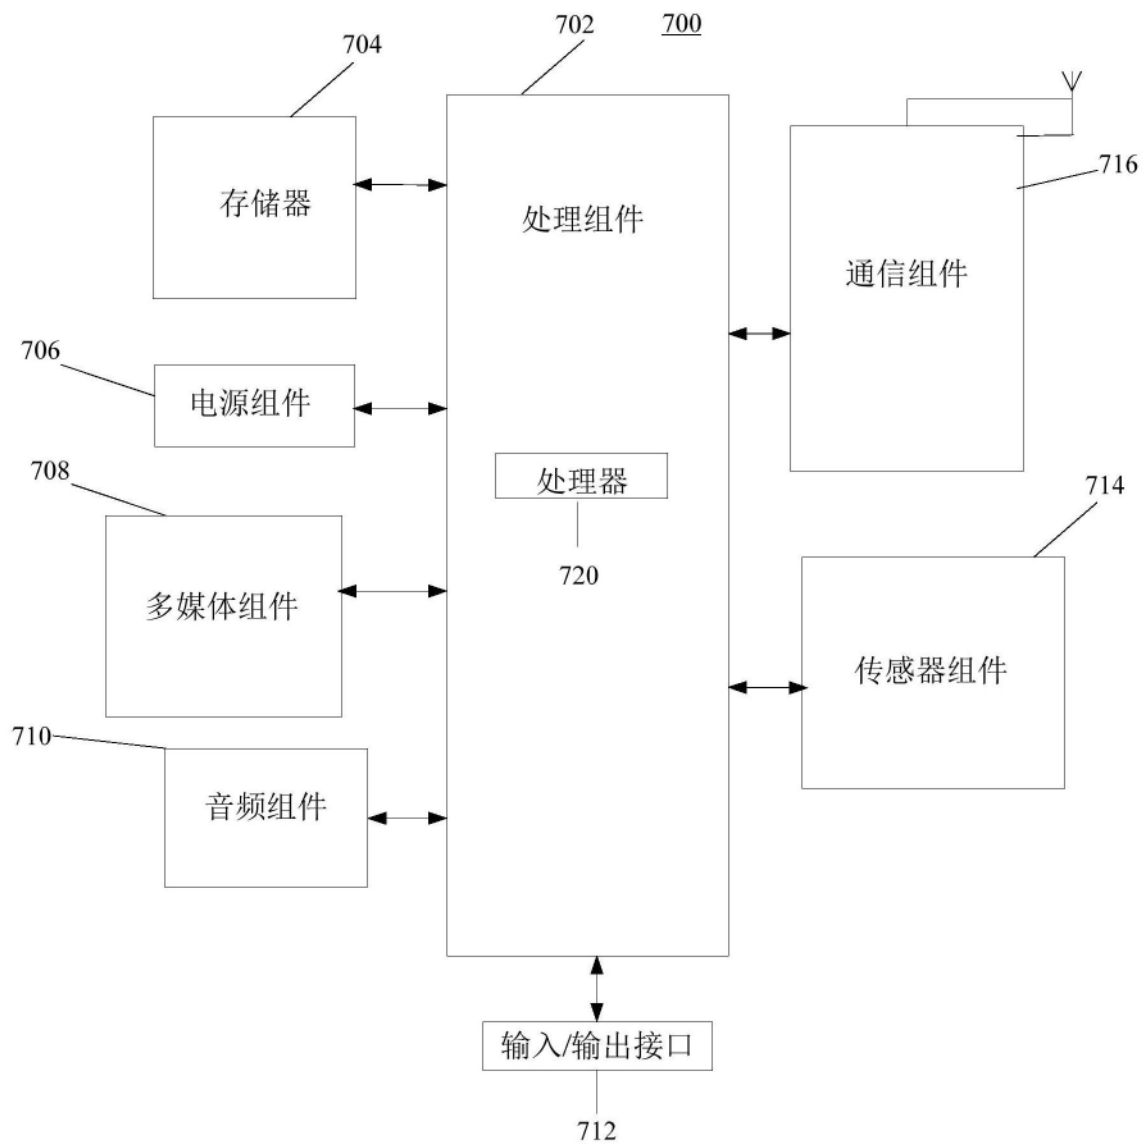 702
700
704
存储器
处理组件
716
通信组件
706
电源组件
708
处理器
720
714
多媒体组件
传感器组件
710
音频组件
输入/输出接口
712